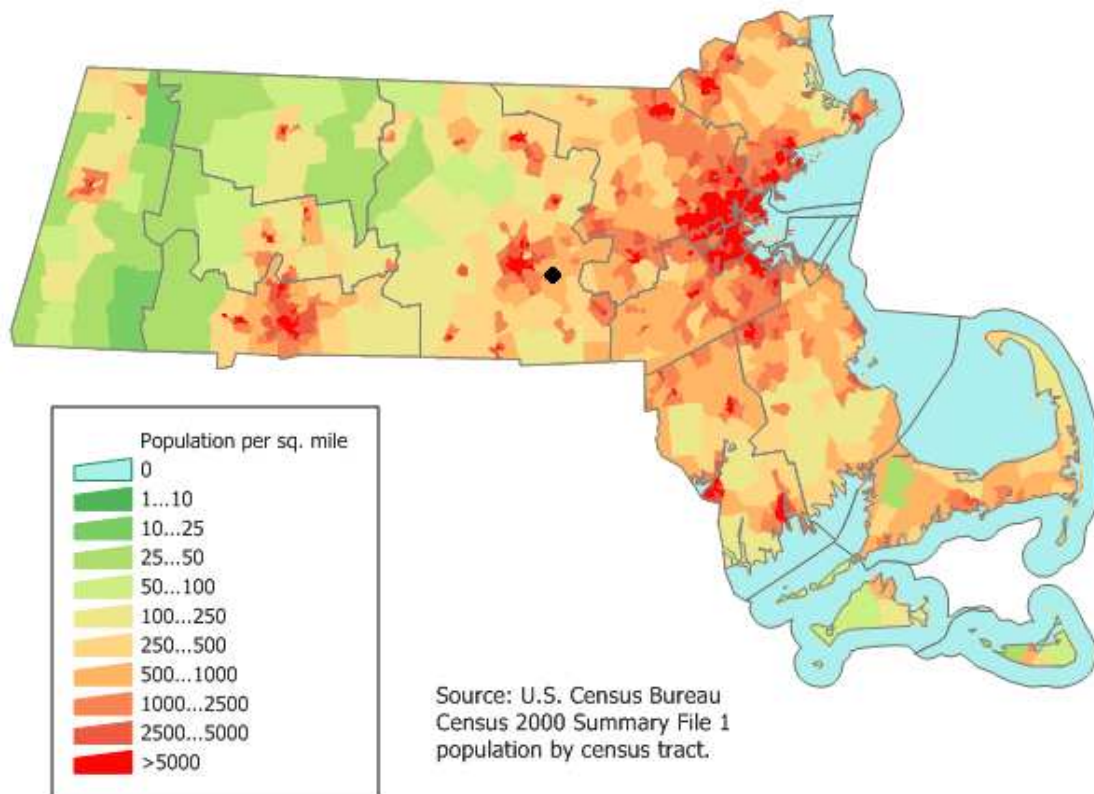 Population per sq. mile
0
1...10
10...25
25...50
50...100
100...250
250...500
500...1000
1000...2500
2500...5000
>5000
Source: U.S. Census Bureau
Census 2000 Summary File 1
population by census tract.